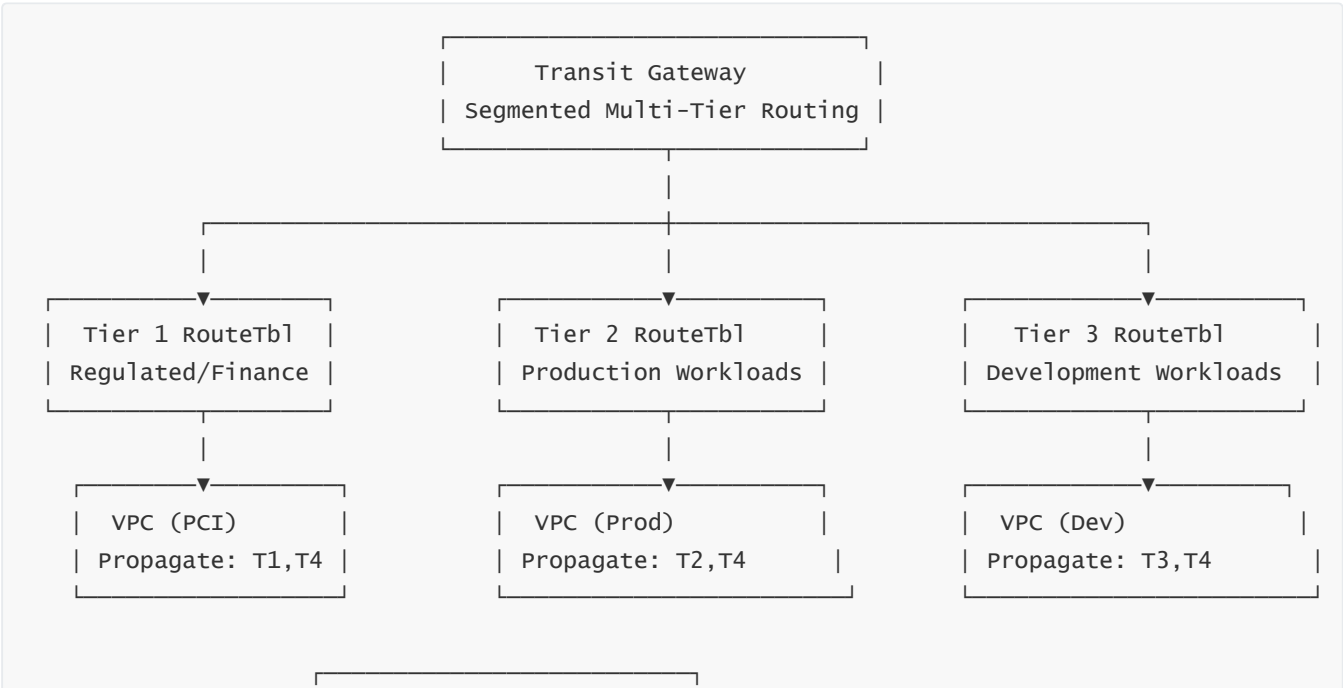 Transit Gateway
Segmented Multi-Tier Routing
Tier 1 RouteTbl
Regulated/Finance
Tier 2 RouteTbl
Production Workloads
Tier 3 RouteTbl
Development Workloads
VPC (PCI)
Propagate: T1,T4
VPC (Prod)
Propagate: T2,T4
VPC (Dev)
Propagate: T3,T4